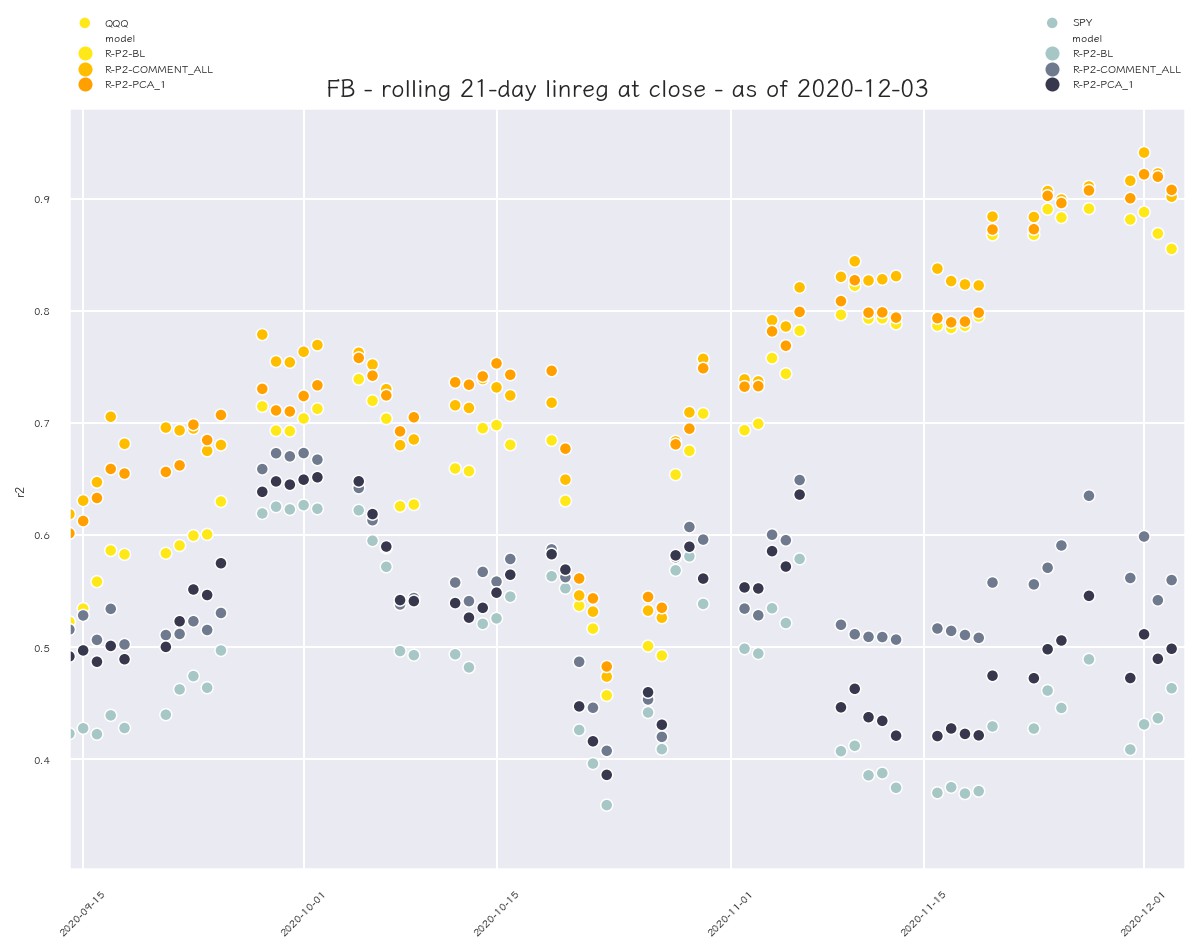 QQQ
model
R-P2-BL
R-P2-COMMENT_ALL
R-P2-PCA_1
SPY
model
R-P2-BL
R-P2-COMMENT_ALL
R-P2-PCA_1
FB - rolling 21-day linreg at close - as of 2020-12-03
0.9
0.8
0.7
0.6
0.5
0.4
r2
2020-09-15
2020-10-01
2020-10-15
2020-11-01
2020-11-15
2020-12-01